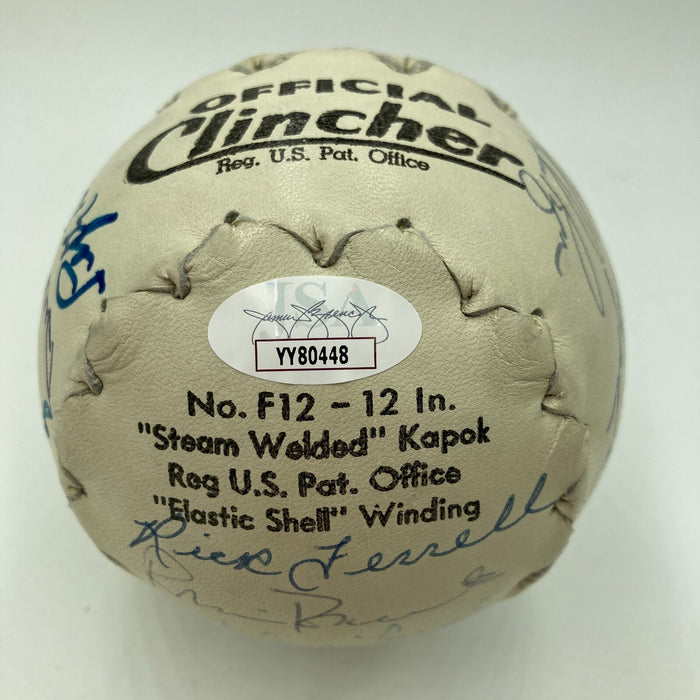 OFFICIAL
Clincher
Reg. U.S. Pat. Office
JSA
YY80448
No. F12 - 12 In.
"Steam Welded" Kapok
Reg U.S. Pat. Office
"Elastic Shell" Winding
Rick Ferrell